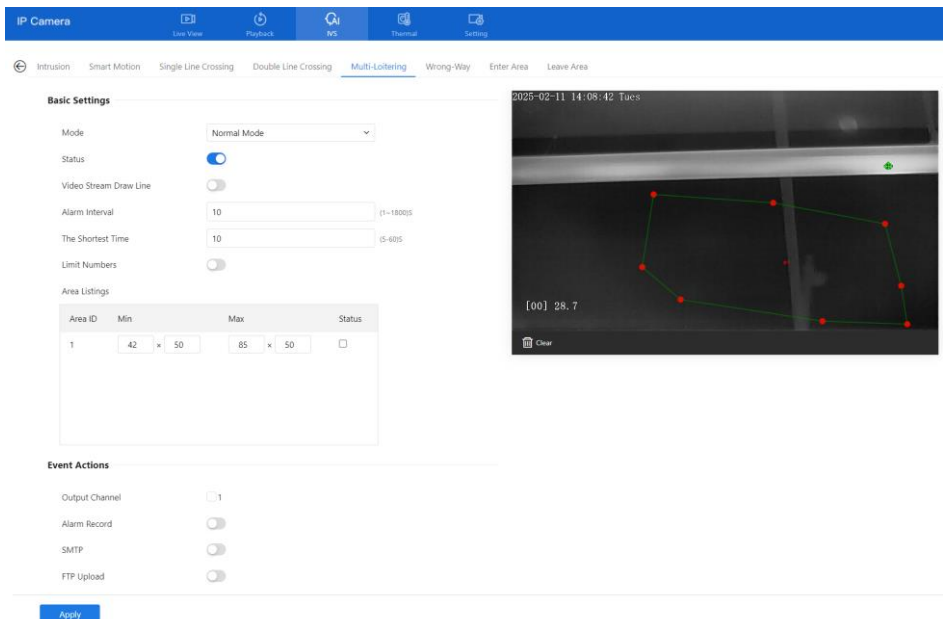 IP Camera
Live View
Playback
IVS
Thermal
Setting
Intrusion Smart Motion Single Line Crossing Double Line Crossing Multi-Loitering Wrong-Way Enter Area Leave Area
Basic Settings
Mode Normal Mode
Status
Video Stream Draw Line
Alarm Interval 10 (1~1800)S
The Shortest Time 10 (5-60)S
Limit Numbers
Area Listings
Area ID Min Max Status
1 42 × 50 85 × 50
Event Actions
Output Channel 1
Alarm Record
SMTP
FTP Upload
Apply
2025-02-11 14:08:42 Tues
[00] 28.7
Clear